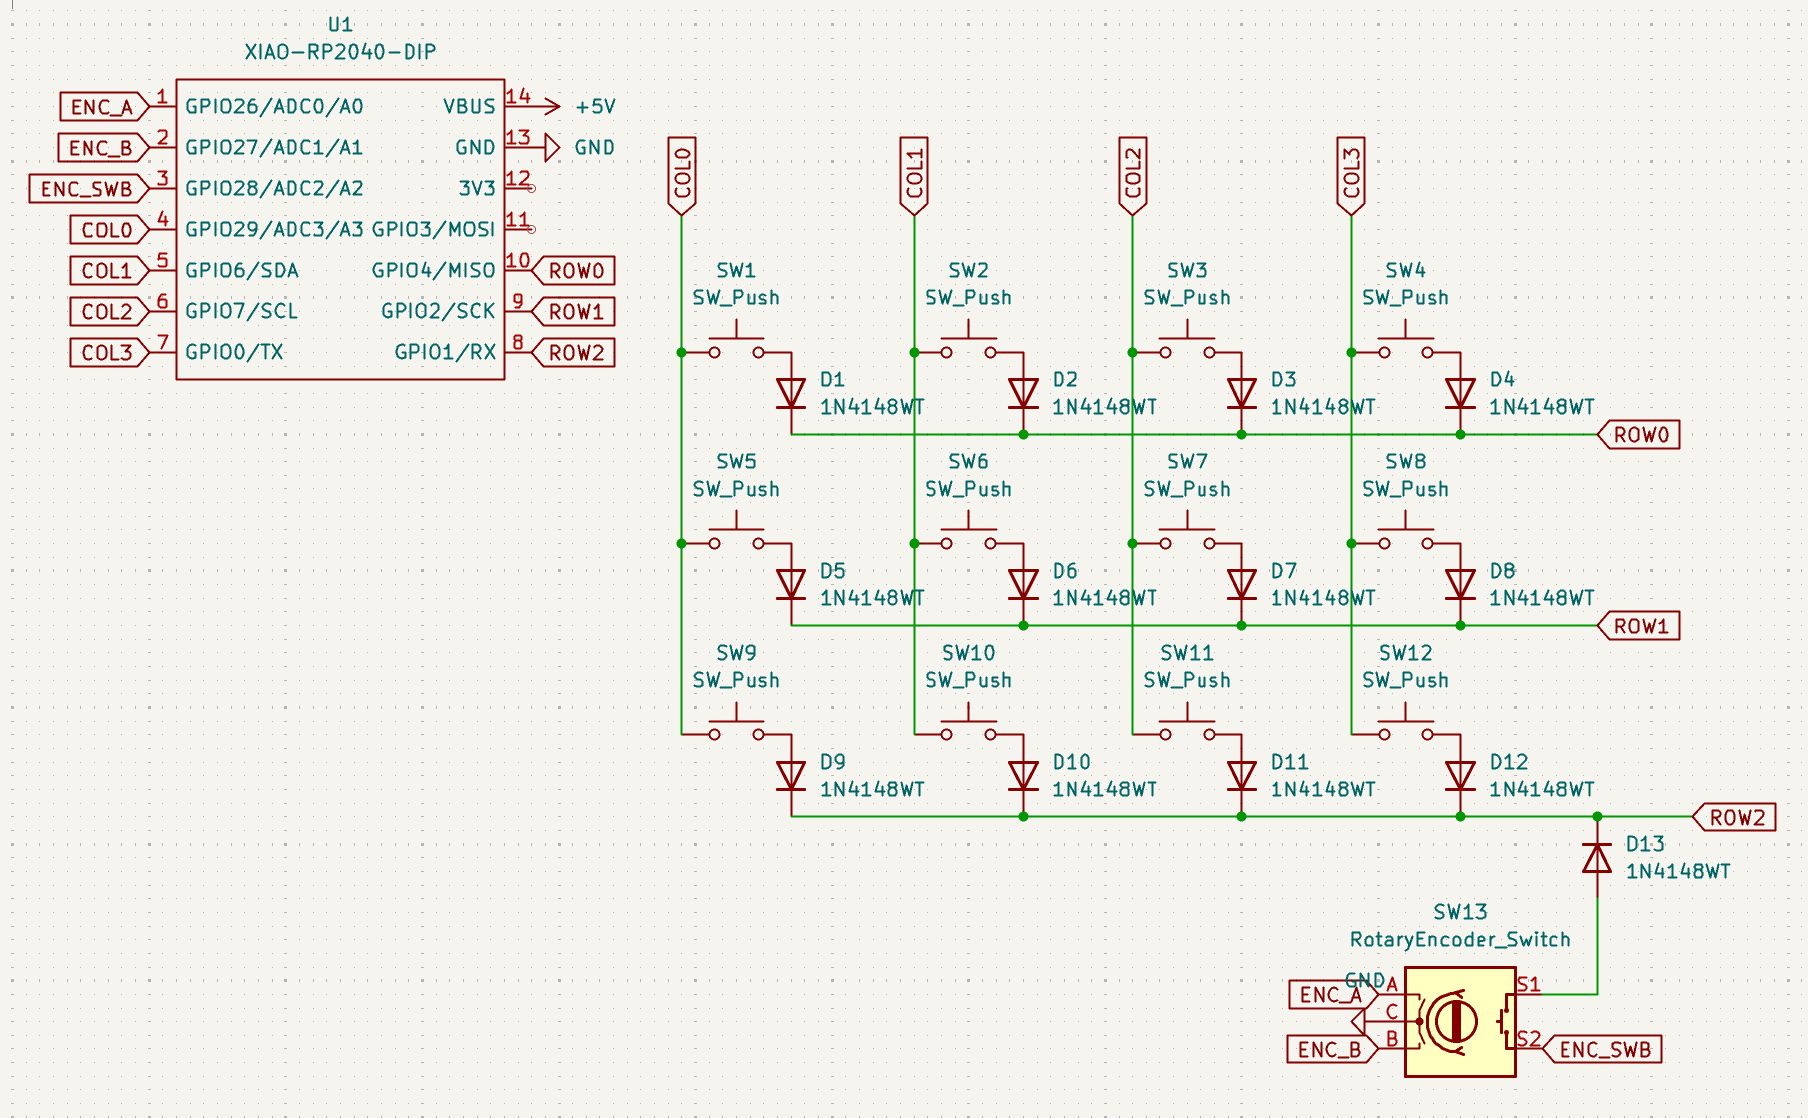 U1
XIAO-RP2040-DIP
ENC_A 1 GPIO26/ADC0/A0 VBUS 14 +5V
ENC_B 2 GPIO27/ADC1/A1 GND 13 GND
ENC_SWB 3 GPIO28/ADC2/A2 3V3 12
COL0 4 GPIO29/ADC3/A3 GPIO3/MOSI 11
COL1 5 GPIO6/SDA GPIO4/MISO 10 ROW0
COL2 6 GPIO7/SCL GPIO2/SCK 9 ROW1
COL3 7 GPIO0/TX GPIO1/RX 8 ROW2
COL0 COL1 COL2 COL3
SW1 SW2 SW3 SW4
SW_Push SW_Push SW_Push SW_Push
D1 D2 D3 D4
1N4148WT 1N4148WT 1N4148WT 1N4148WT
ROW0
SW5 SW6 SW7 SW8
SW_Push SW_Push SW_Push SW_Push
D5 D6 D7 D8
1N4148WT 1N4148WT 1N4148WT 1N4148WT
ROW1
SW9 SW10 SW11 SW12
SW_Push SW_Push SW_Push SW_Push
D9 D10 D11 D12
1N4148WT 1N4148WT 1N4148WT 1N4148WT
ROW2
D13
1N4148WT
SW13
RotaryEncoder_Switch
GND
ENC_A A S1
C
ENC_B B S2 ENC_SWB